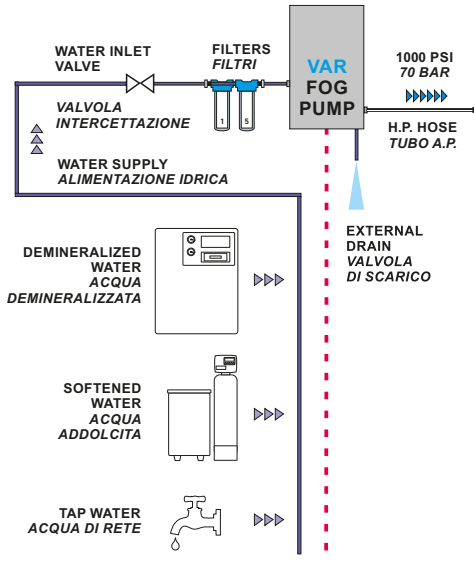 WATER INLET
VALVE
VALVOLA
INTERCETTAZIONE
FILTERS
FILTRI
1
5
VAR
FOG
PUMP
1000 PSI
70 BAR
H.P. HOSE
TUBO A.P.
WATER SUPPLY
ALIMENTAZIONE IDRICA
EXTERNAL
DRAIN
VALVOLA
DI SCARICO
DEMINERALIZED
WATER
ACQUA
DEMINERALIZZATA
SOFTENED
WATER
ACQUA
ADDOLCITA
TAP WATER
ACQUA DI RETE